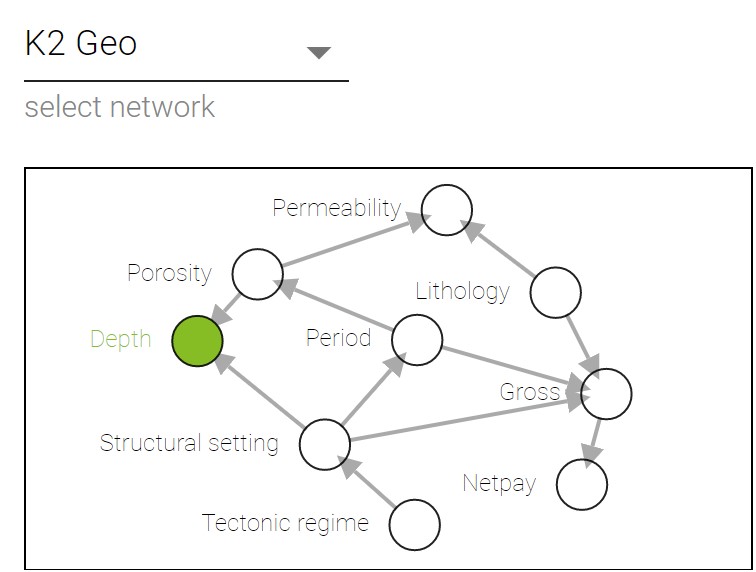 K2 Geo
select network
Permeability
Porosity
Lithology
Depth
Period
Gross
Structural setting
Netpay
Tectonic regime